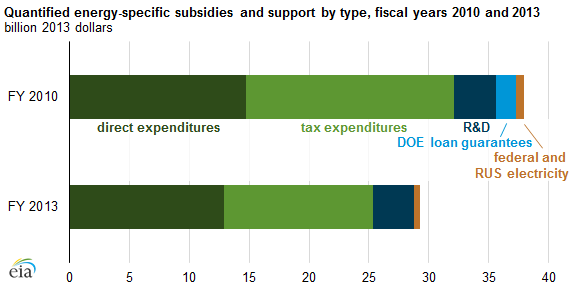 Quantified energy-specific subsidies and support by type, fiscal years 2010 and 2013
billion 2013 dollars
FY 2010
direct expenditures
tax expenditures
R&D
DOE loan guarantees
federal and
RUS electricity
FY 2013
eia
0 5 10 15 20 25 30 35 40